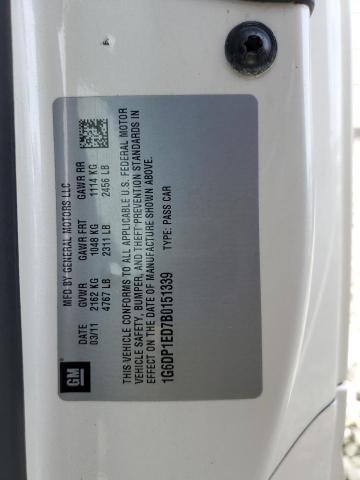 GM
MFD BY GENERAL MOTORS LLC
DATE GVWR GAWR FRT GAWR RR
03/11 2162 KG 1048 KG 1114 KG
4767 LB 2311 LB 2456 LB
THIS VEHICLE CONFORMS TO ALL APPLICABLE U.S. FEDERAL MOTOR
VEHICLE SAFETY, BUMPER, AND THEFT PREVENTION STANDARDS IN
EFFECT ON THE DATE OF MANUFACTURE SHOWN ABOVE.
1G6DP1ED7B0151339 TYPE: PASS CAR